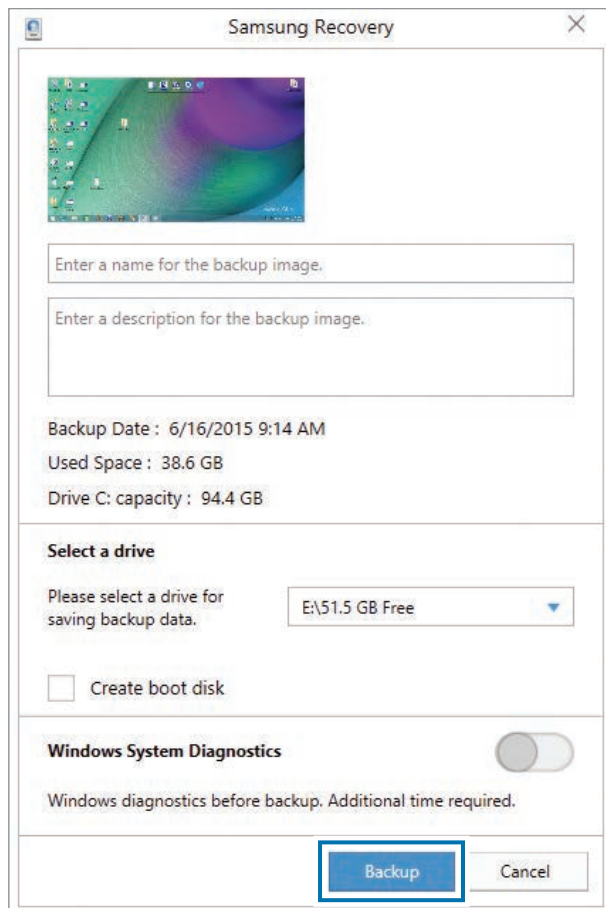 Samsung Recovery
Enter a name for the backup image.
Enter a description for the backup image.
Backup Date : 6/16/2015 9:14 AM
Used Space : 38.6 GB
Drive C: capacity : 94.4 GB
Select a drive
Please select a drive for
saving backup data.
E:\51.5 GB Free
Create boot disk
Windows System Diagnostics
Windows diagnostics before backup. Additional time required.
Backup
Cancel